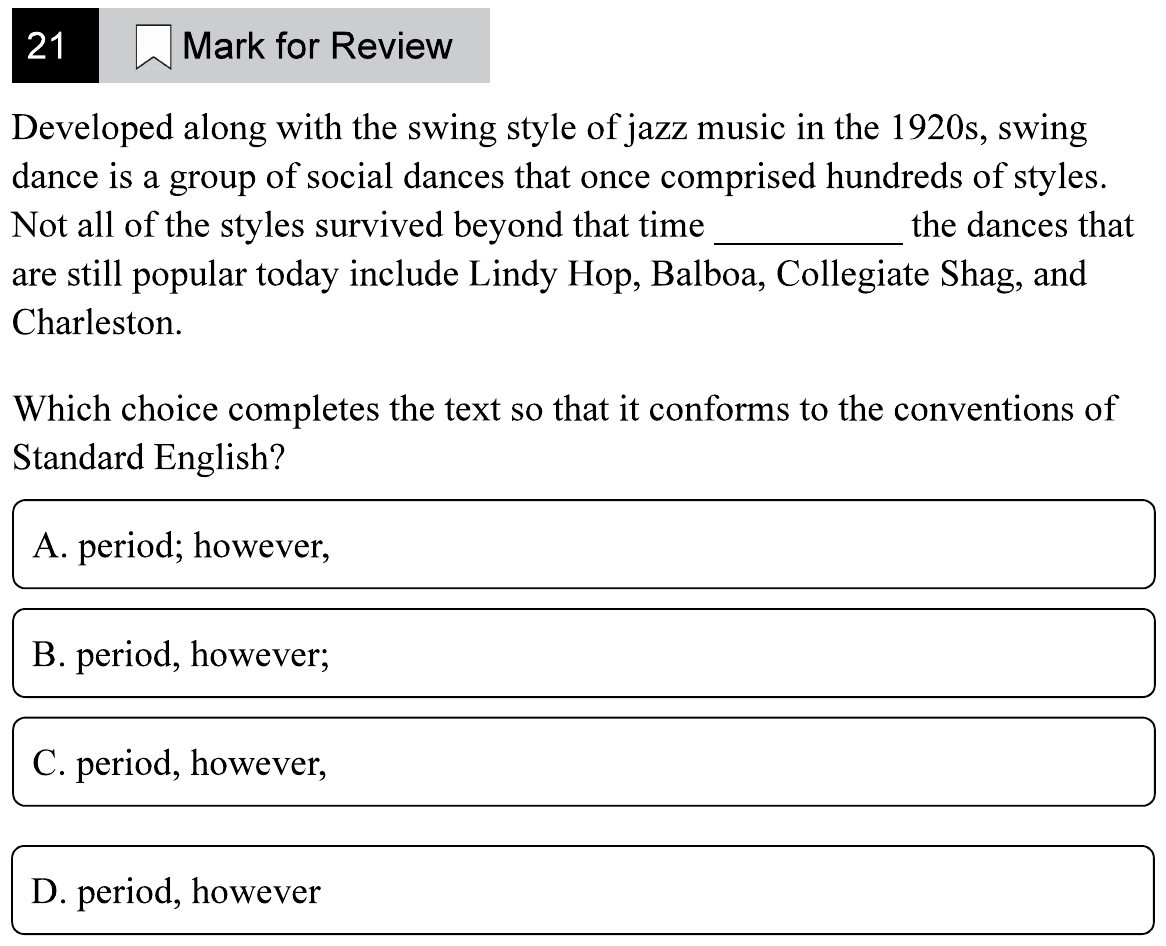 21 Mark for Review
Developed along with the swing style of jazz music in the 1920s, swing
dance is a group of social dances that once comprised hundreds of styles.
Not all of the styles survived beyond that time __________ the dances that
are still popular today include Lindy Hop, Balboa, Collegiate Shag, and
Charleston.
Which choice completes the text so that it conforms to the conventions of
Standard English?
A. period; however,
B. period, however;
C. period, however,
D. period, however